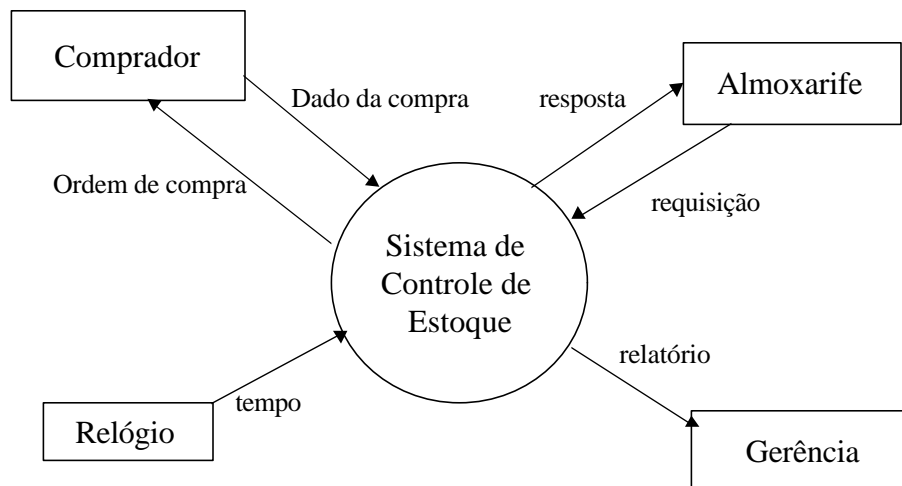 Comprador
Almoxarife
Dado da compra
resposta
Ordem de compra
requisição
Sistema de
Controle de
Estoque
relatório
tempo
Relógio
Gerência